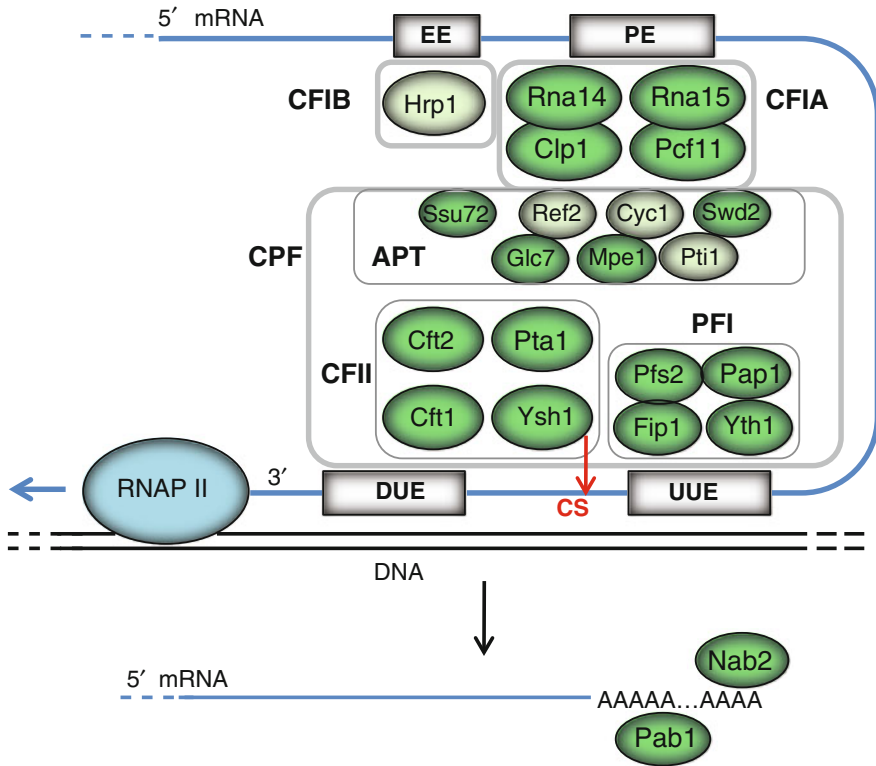 5′ mRNA
EE
PE
CFIB
Hrp1
Rna14
Rna15
CFIA
Clp1
Pcf11
Ssu72
Ref2
Cyc1
Swd2
CPF
APT
Glc7
Mpe1
Pti1
PFI
Cft2
Pta1
CFII
Pfs2
Pap1
Cft1
Ysh1
Fip1
Yth1
RNAP II
3′
DUE
CS
UUE
DNA
5′ mRNA
Nab2
AAAAA...AAAA
Pab1